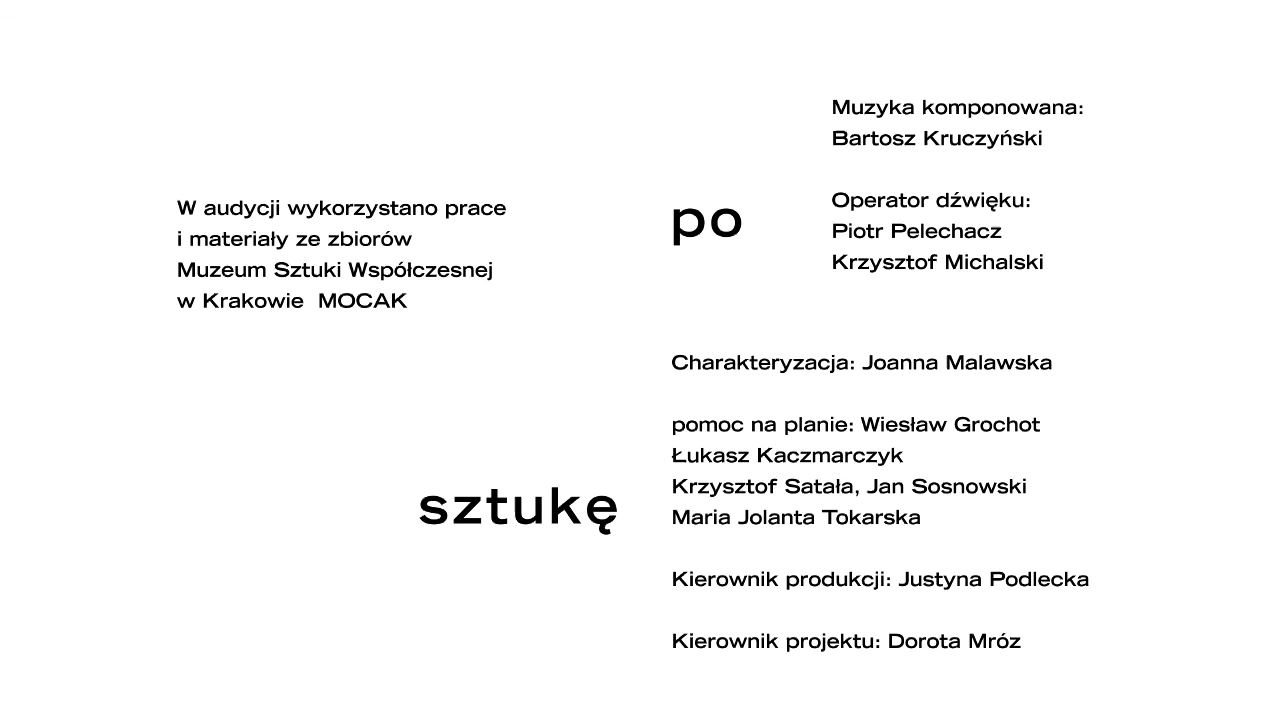 W audycji wykorzystano prace
i materiały ze zbiorów
Muzeum Sztuki Współczesnej
w Krakowie  MOCAK
po
sztukę
Muzyka komponowana:
Bartosz Kruczyński
Operator dźwięku:
Piotr Pelechacz
Krzysztof Michalski
Charakteryzacja: Joanna Malawska
pomoc na planie: Wiesław Grochot
Łukasz Kaczmarczyk
Krzysztof Satała, Jan Sosnowski
Maria Jolanta Tokarska
Kierownik produkcji: Justyna Podlecka
Kierownik projektu: Dorota Mróz